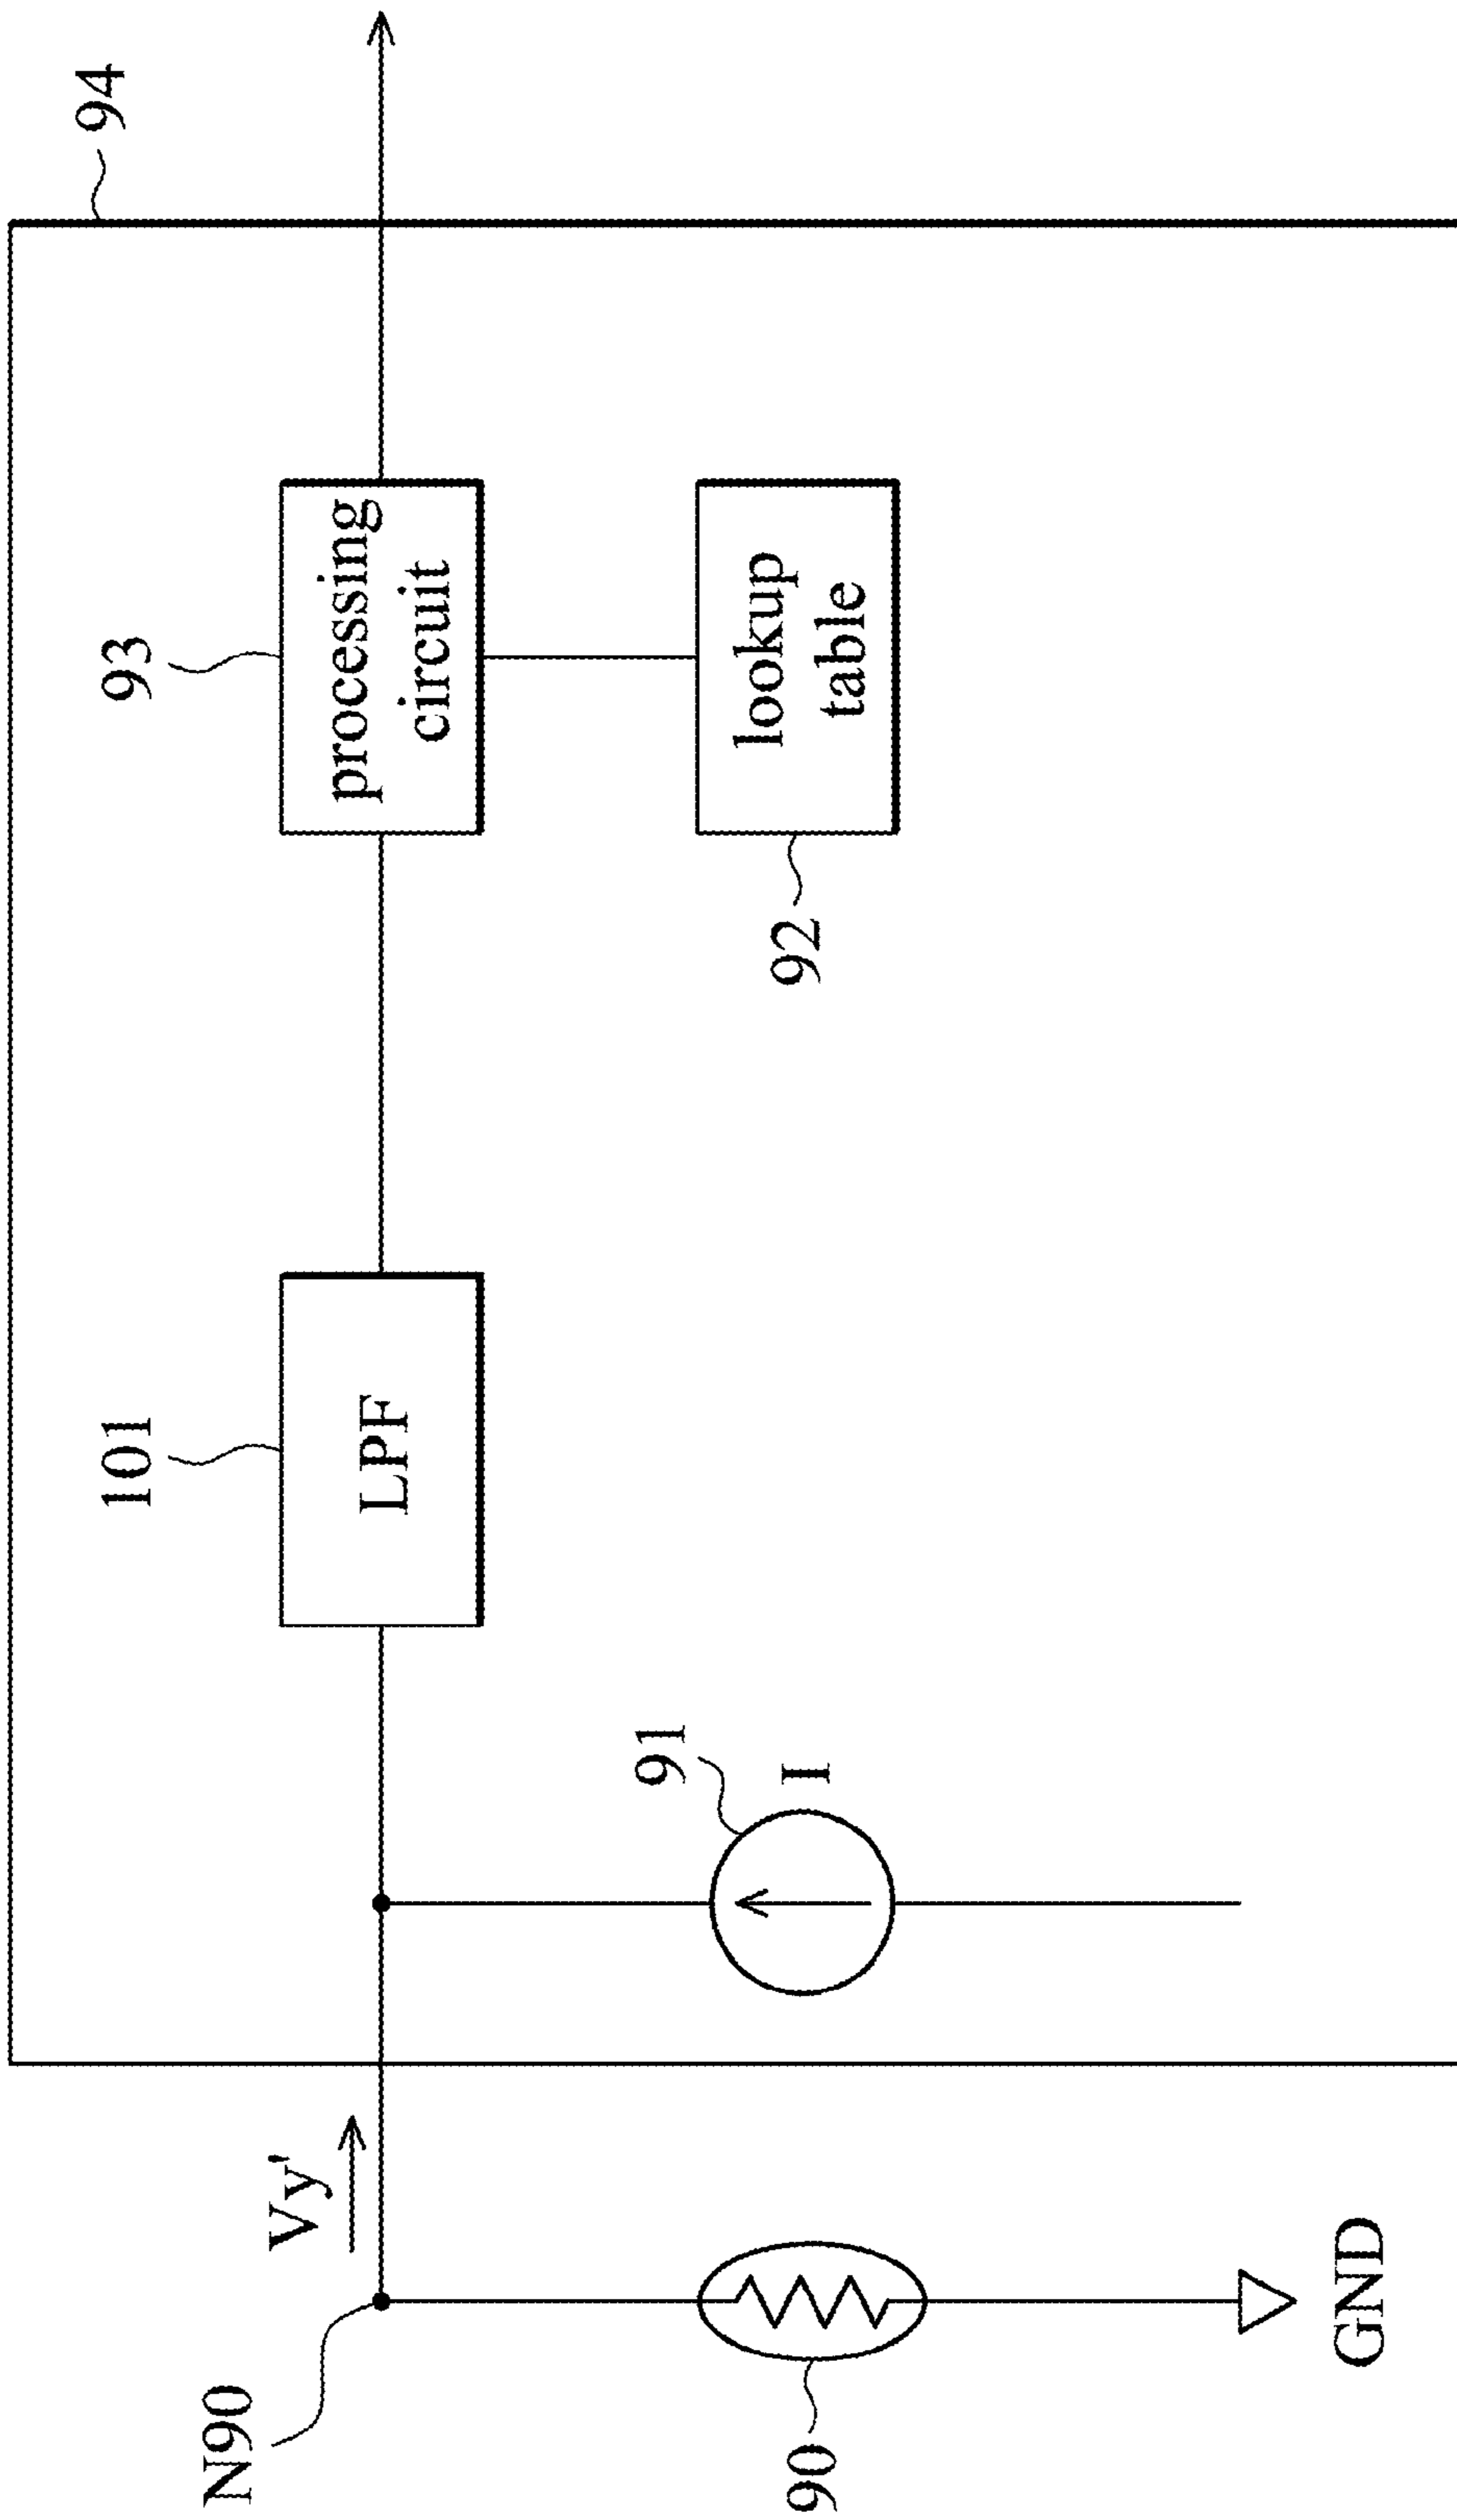 94
93
processing
circuit
lookup
table
92
101
LPF
91
I
Vy'
N90
90
GND